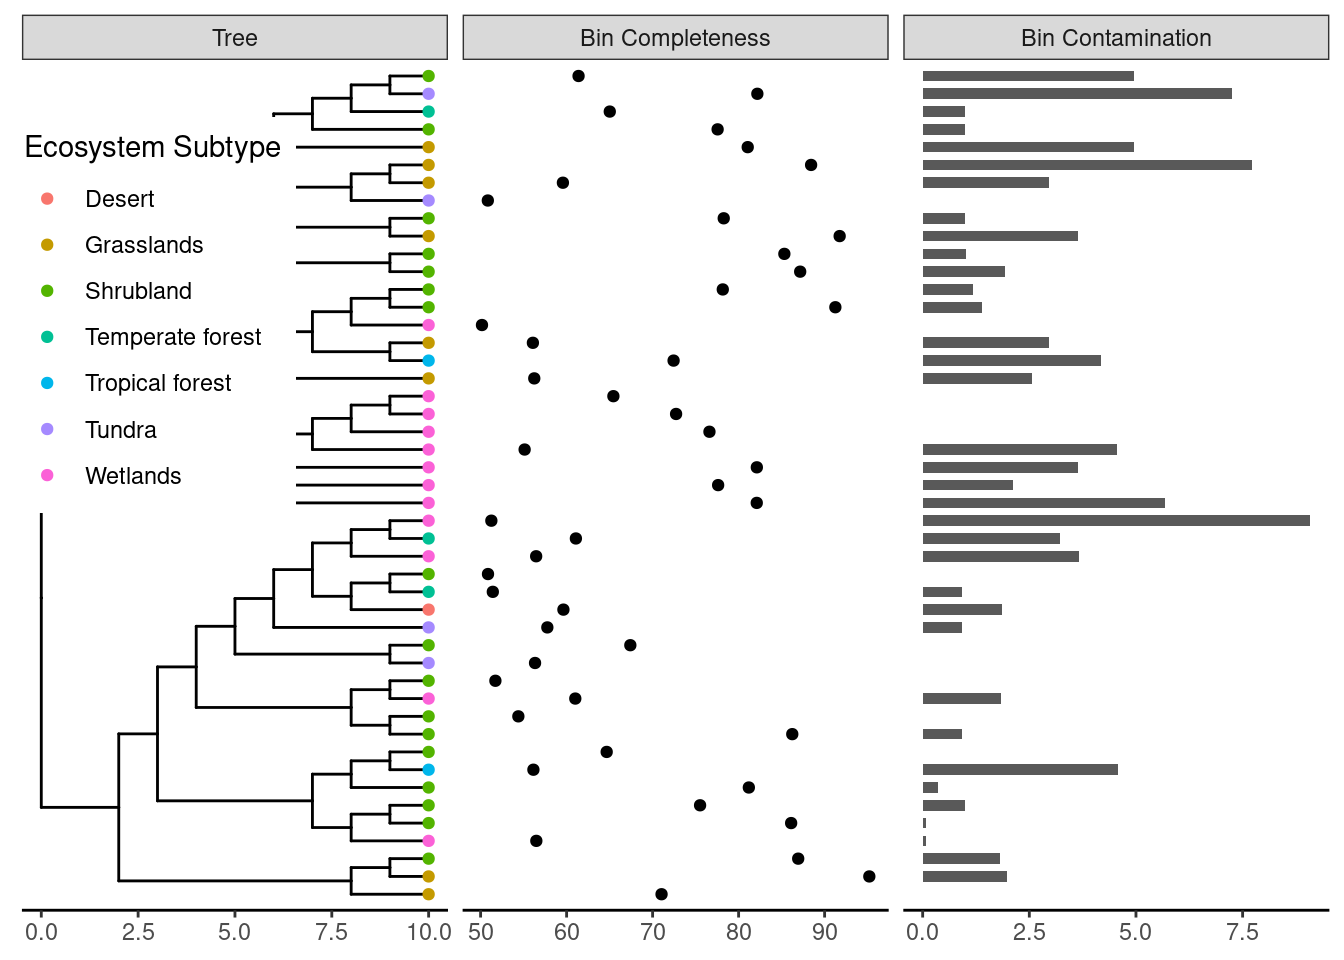 Tree
Bin Completeness
Bin Contamination
Ecosystem Subtype
Desert
Grasslands
Shrubland
Temperate forest
Tropical forest
Tundra
Wetlands
0.0 2.5 5.0 7.5 10.0
50 60 70 80 90
0.0 2.5 5.0 7.5